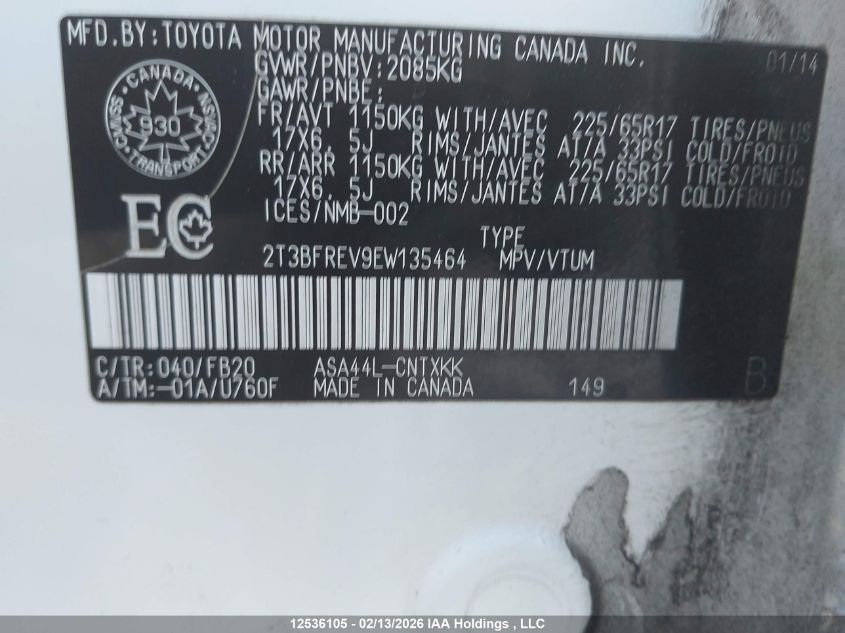 MFD.BY:TOYOTA MOTOR MANUFACTURING CANADA INC. 01/14
GVWR/PNBV:2085KG
GAWR/PNBE:
FR/AVT 1150KG WITH/AVEC 225/65R17 TIRES/PNEUS
17X6.5J RIMS/JANTES AT/A 33PSI COLD/FROID
RR/ARR 1150KG WITH/AVEC 225/65R17 TIRES/PNEUS
17X6.5J RIMS/JANTES AT/A 33PSI COLD/FROID
ICES/NMB-002
CANADA
930
TRANSPORT
CMVSS
NSVAC
EC
TYPE
2T3BFREV9EW135464 MPV/VTUM
C/TR:040/FB20 ASA44L-CNTXKK
A/TM:-01A/U760F MADE IN CANADA 149 B
12536105 - 02/13/2026 IAA Holdings , LLC